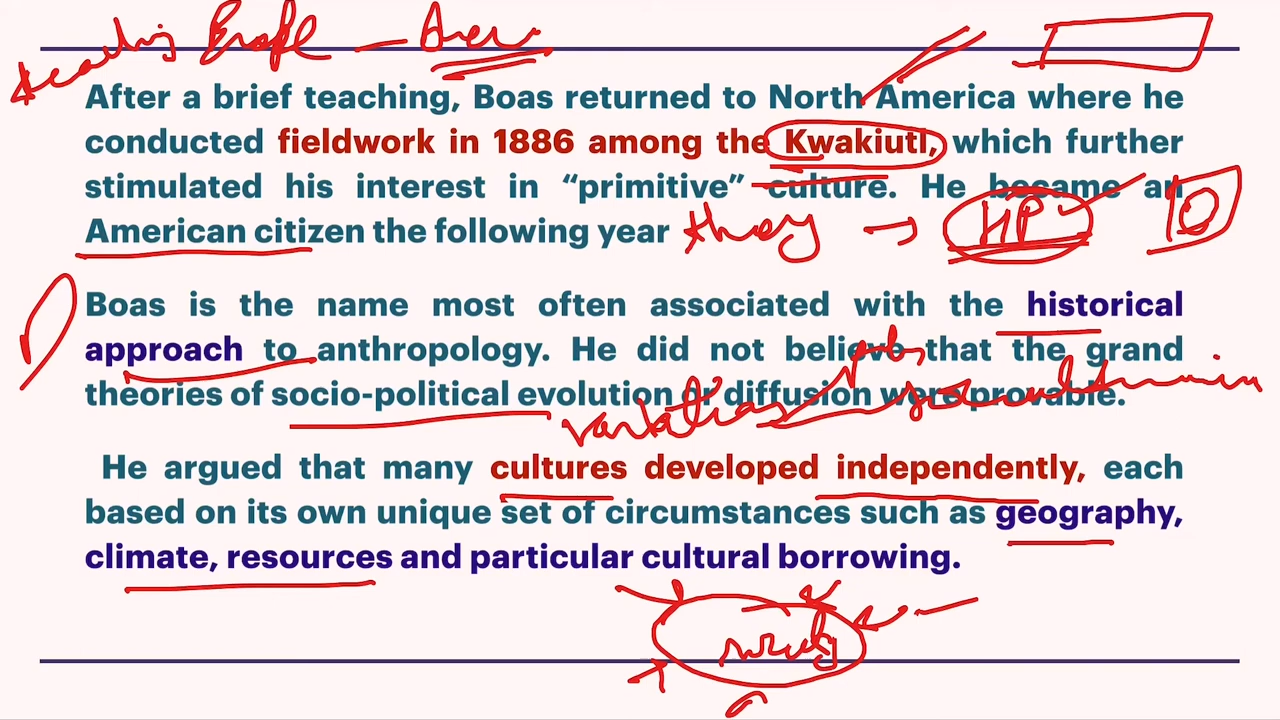 After a brief teaching, Boas returned to North America where he
conducted fieldwork in 1886 among the Kwakiutl, which further
stimulated his interest in “primitive” culture. He became an
American citizen the following year
theory → HP 10
Boas is the name most often associated with the historical
approach to anthropology. He did not believe that the grand
theories of socio-political evolution or diffusion were provable.
variations
He argued that many cultures developed independently, each
based on its own unique set of circumstances such as geography,
climate, resources and particular cultural borrowing.